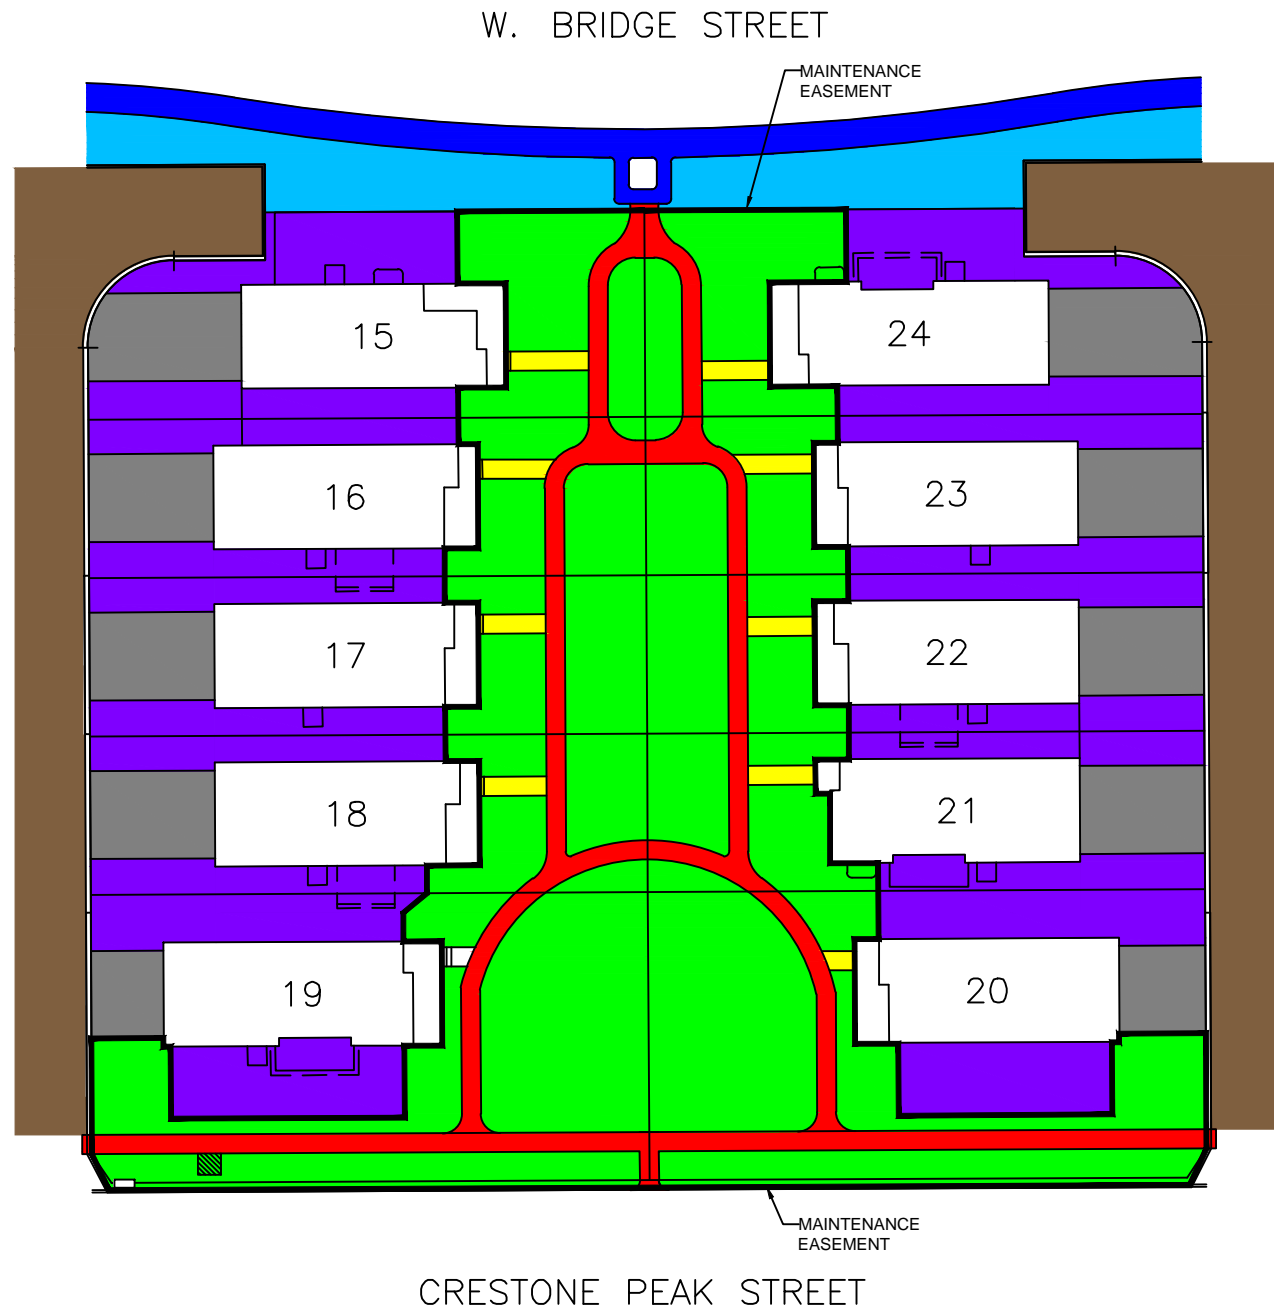 W. BRIDGE STREET
MAINTENANCE
EASEMENT
15
24
16
23
17
22
18
21
19
20
MAINTENANCE
EASEMENT
CRESTONE PEAK STREET